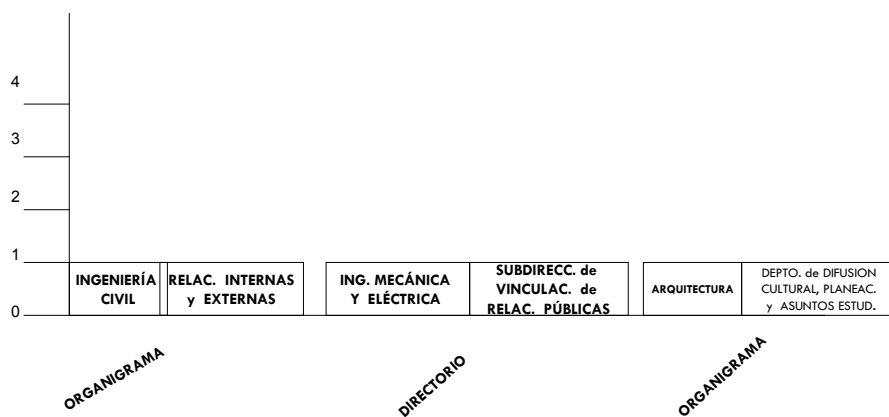 4
3
2
1
0
INGENIERÍA
CIVIL
RELAC. INTERNAS
y EXTERNAS
ING. MECÁNICA
Y ELÉCTRICA
SUBDIRECC. de
VINCULAC. de
RELAC. PÚBLICAS
ARQUITECTURA
DEPTO. de DIFUSION
CULTURAL, PLANEAC.
y ASUNTOS ESTUD.
ORGANIGRAMA
DIRECTORIO
ORGANIGRAMA